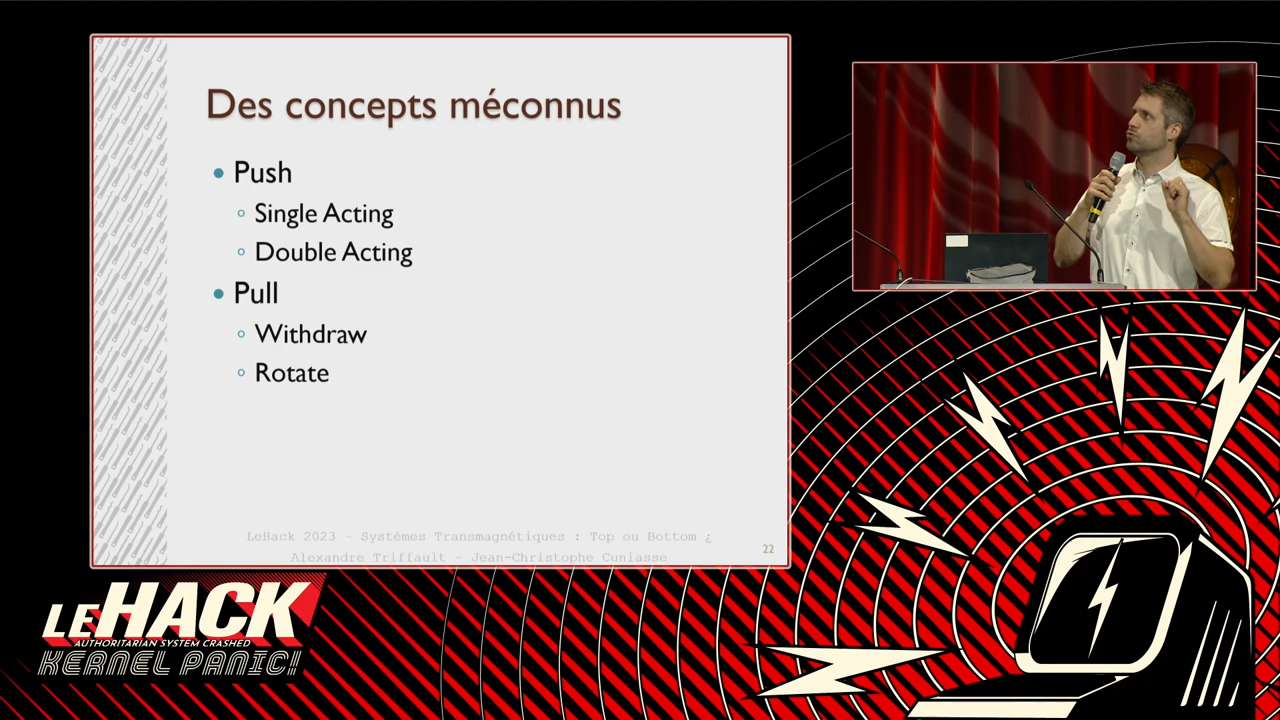 Des concepts méconnus
Push
Single Acting
Double Acting
Pull
Withdraw
Rotate
LeHack 2023 – Systèmes Transmagnétiques : Top ou Bottom ¿
Alexandre Triffault – Jean-Christophe Cuniasse
22
LEHACK
AUTHORITARIAN SYSTEM CRASHED
KERNEL PANIC!